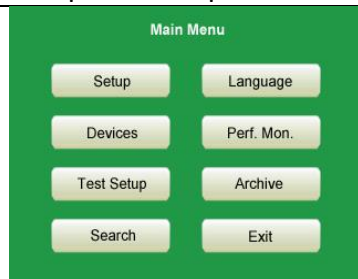 Main Menu
Setup Language
Devices Perf. Mon.
Test Setup Archive
Search Exit